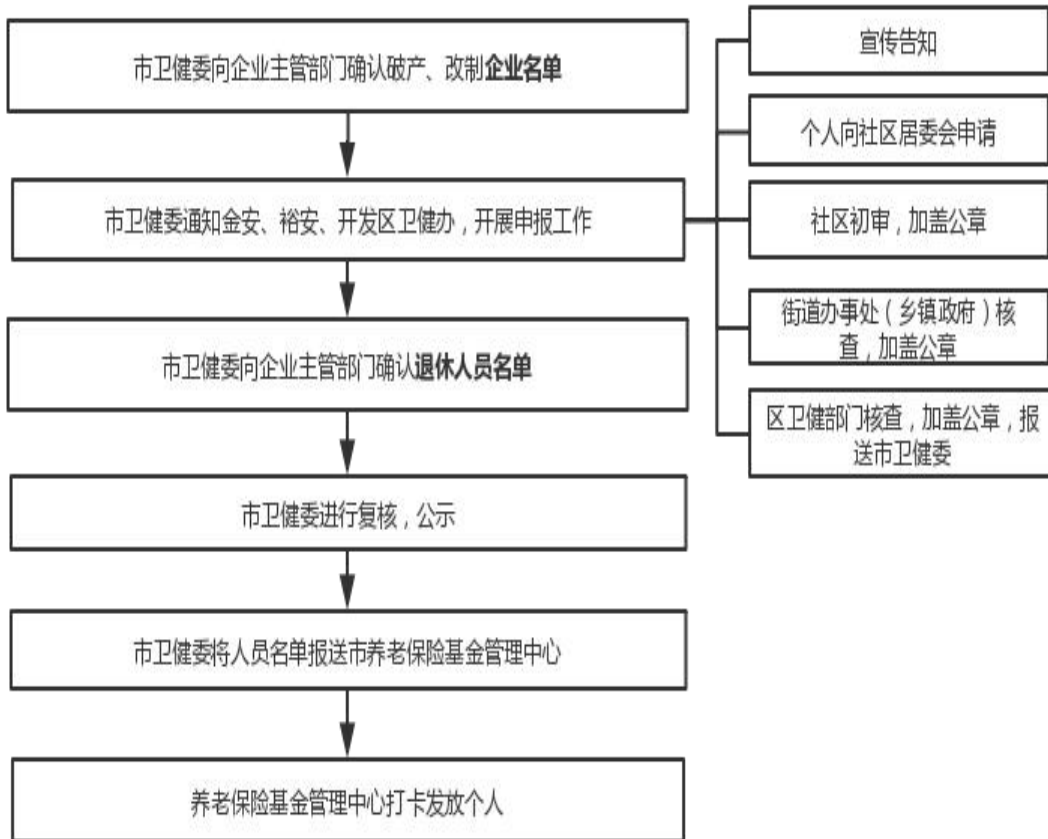 市卫健委向企业主管部门确认破产、改制企业名单
市卫健委通知金安、裕安、开发区卫健办，开展申报工作
市卫健委向企业主管部门确认退休人员名单
市卫健委进行复核，公示
市卫健委将人员名单报送市养老保险基金管理中心
养老保险基金管理中心打卡发放个人
宣传告知
个人向社区居委会申请
社区初审，加盖公章
街道办事处（乡镇政府）核
查，加盖公章
区卫健部门核查，加盖公章，报
送市卫健委